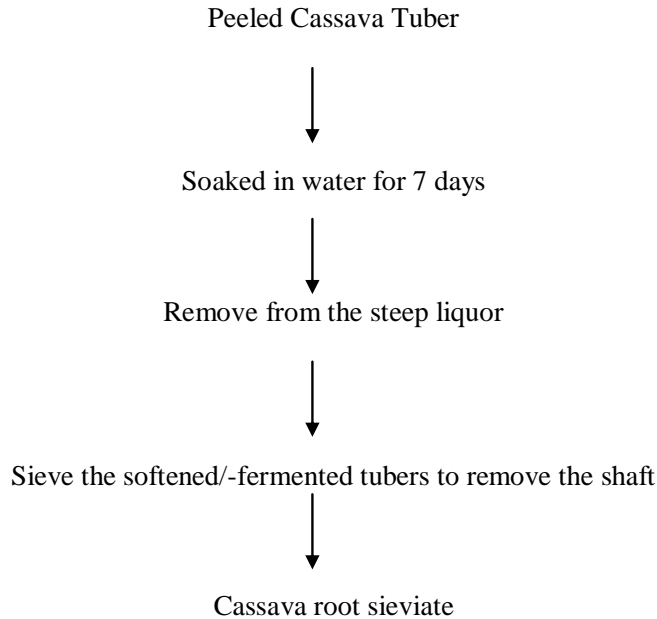 Peeled Cassava Tuber
Soaked in water for 7 days
Remove from the steep liquor
Sieve the softened/-fermented tubers to remove the shaft
Cassava root sieviate